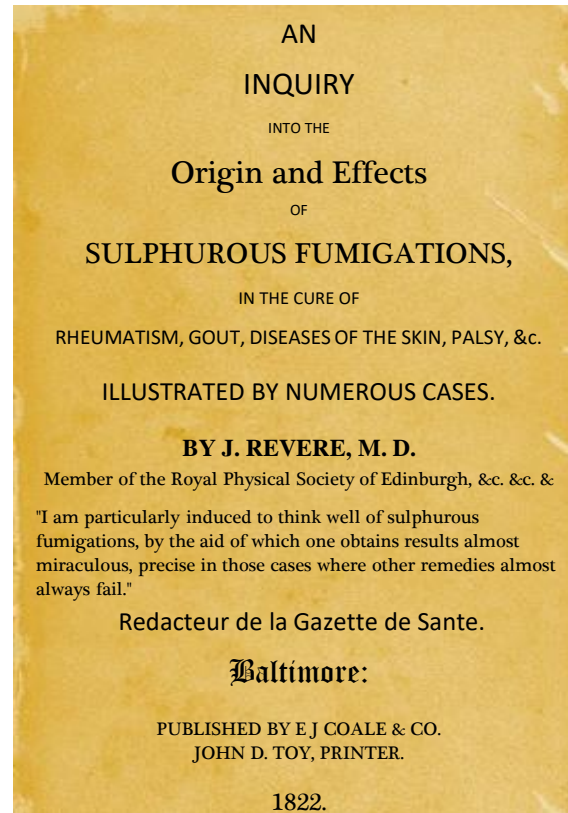 AN
INQUIRY
INTO THE
Origin and Effects
OF
SULPHUROUS FUMIGATIONS,
IN THE CURE OF
RHEUMATISM, GOUT, DISEASES OF THE SKIN, PALSY, &c.
ILLUSTRATED BY NUMEROUS CASES.
BY J. REVERE, M. D.
Member of the Royal Physical Society of Edinburgh, &c. &c. &
"I am particularly induced to think well of sulphurous
fumigations, by the aid of which one obtains results almost
miraculous, precise in those cases where other remedies almost
always fail."
Redacteur de la Gazette de Sante.
Baltimore:
PUBLISHED BY E J COALE & CO.
JOHN D. TOY, PRINTER.
1822.